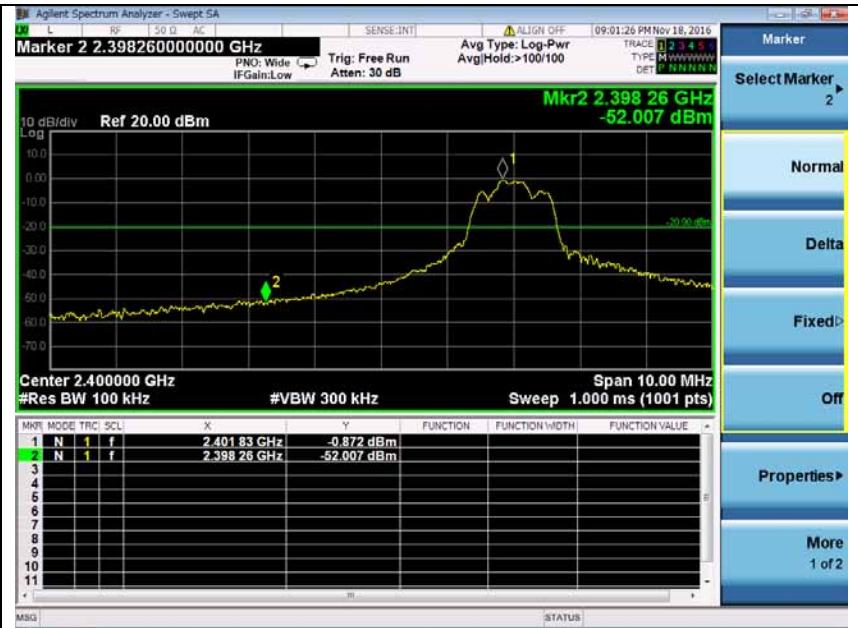 Agilent Spectrum Analyzer - Swept SA
L RF 50 Ω AC SENSE:INT ALIGN OFF 09:01:26 PM Nov 18, 2016
Marker 2 2.398260000000 GHz
PNO: Wide
IFGain:Low
Trig: Free Run
Atten: 30 dB
Avg Type: Log-Pwr
Avg|Hold:>100/100
TRACE 1 2 3 4 5 6
TYPE M W W W W W
DET P N N N N N
Mkr2 2.398 26 GHz
-52.007 dBm
10 dB/div Ref 20.00 dBm
Log
10.0
0.00
-10.0
-20.0
-30.0
-40.0
-50.0
-60.0
-70.0
1
2
-20.00 dBm
Center 2.400000 GHz Span 10.00 MHz
#Res BW 100 kHz #VBW 300 kHz Sweep 1.000 ms (1001 pts)
MKR MODE TRC SCL X Y FUNCTION FUNCTION WIDTH FUNCTION VALUE
1 N 1 f 2.401 83 GHz -0.872 dBm
2 N 1 f 2.398 26 GHz -52.007 dBm
3
4
5
6
7
8
9
10
11
MSG STATUS
Marker
Select Marker
2
Normal
Delta
Fixed
Off
Properties
More
1 of 2